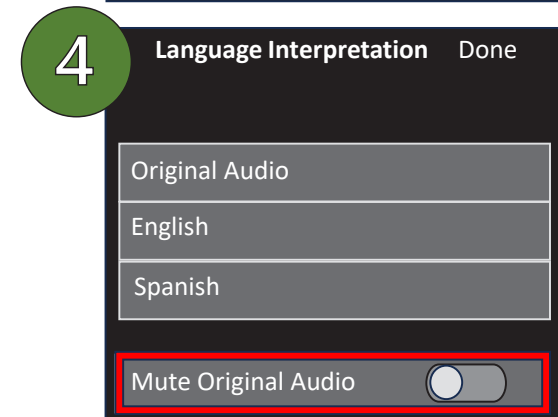 4
Language Interpretation Done
Original Audio
English
Spanish
Mute Original Audio